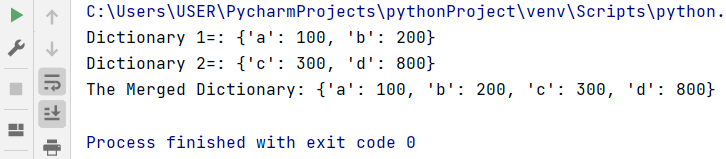 C:\Users\USER\PycharmProjects\pythonProject\venv\Scripts\python.
Dictionary 1=: {'a': 100, 'b': 200}
Dictionary 2=: {'c': 300, 'd': 800}
The Merged Dictionary: {'a': 100, 'b': 200, 'c': 300, 'd': 800}
Process finished with exit code 0